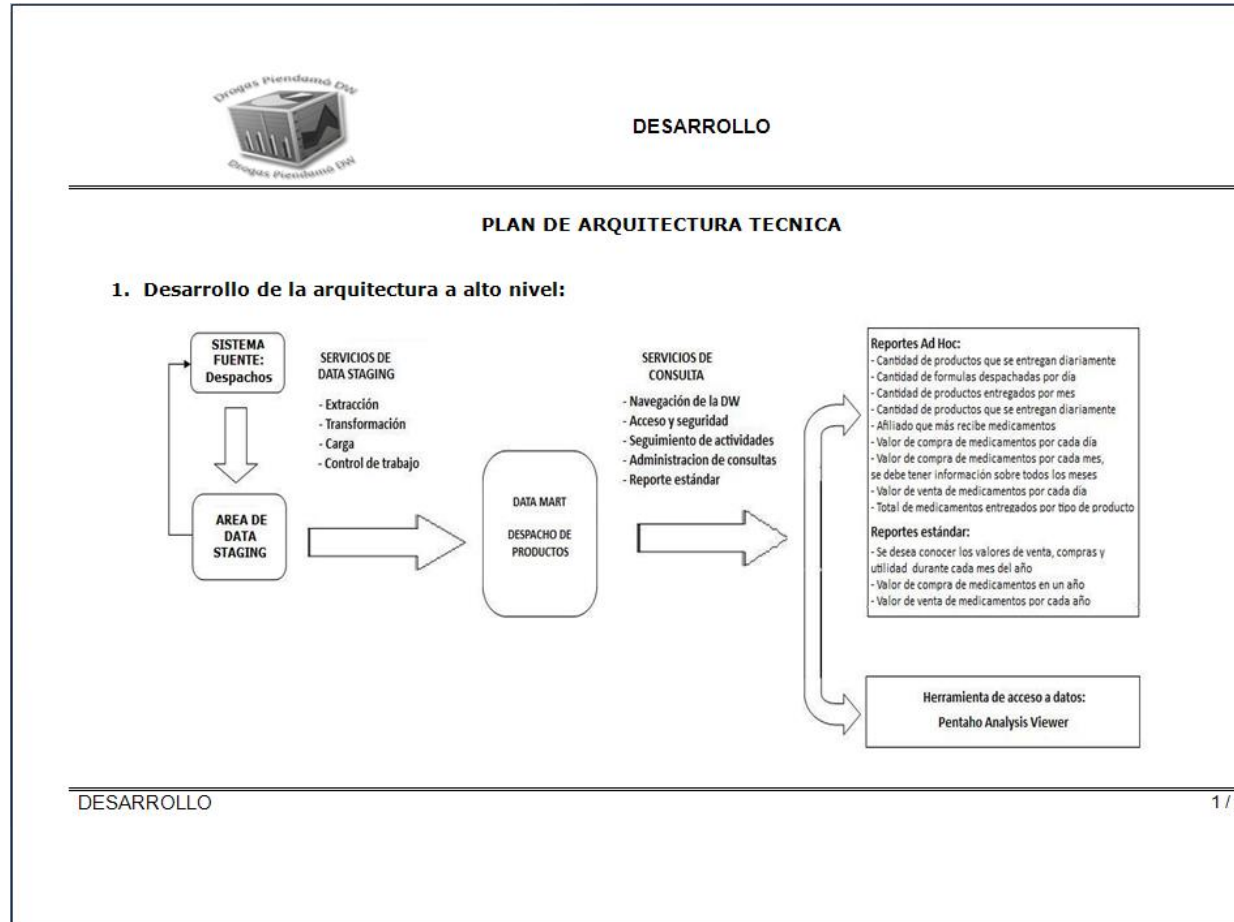 Drogas Piendamó DW
Drogas Piendamó DW
DESARROLLO
PLAN DE ARQUITECTURA TECNICA
1. Desarrollo de la arquitectura a alto nivel:
SISTEMA
FUENTE:
Despachos
AREA DE
DATA
STAGING
SERVICIOS DE
DATA STAGING
- Extracción
- Transformación
- Carga
- Control de trabajo
DATA MART
DESPACHO DE
PRODUCTOS
SERVICIOS DE
CONSULTA
- Navegación de la DW
- Acceso y seguridad
- Seguimiento de actividades
- Administracion de consultas
- Reporte estándar
Reportes Ad Hoc:
- Cantidad de productos que se entregan diariamente
- Cantidad de formulas despachadas por día
- Cantidad de productos entregados por mes
- Cantidad de productos que se entregan diariamente
- Afiliado que más recibe medicamentos
- Valor de compra de medicamentos por cada día
- Valor de compra de medicamentos por cada mes,
se debe tener información sobre todos los meses
- Valor de venta de medicamentos por cada día
- Total de medicamentos entregados por tipo de producto
Reportes estándar:
- Se desea conocer los valores de venta, compras y
utilidad durante cada mes del año
- Valor de compra de medicamentos en un año
- Valor de venta de medicamentos por cada año
Herramienta de acceso a datos:
Pentaho Analysis Viewer
DESARROLLO
1 /